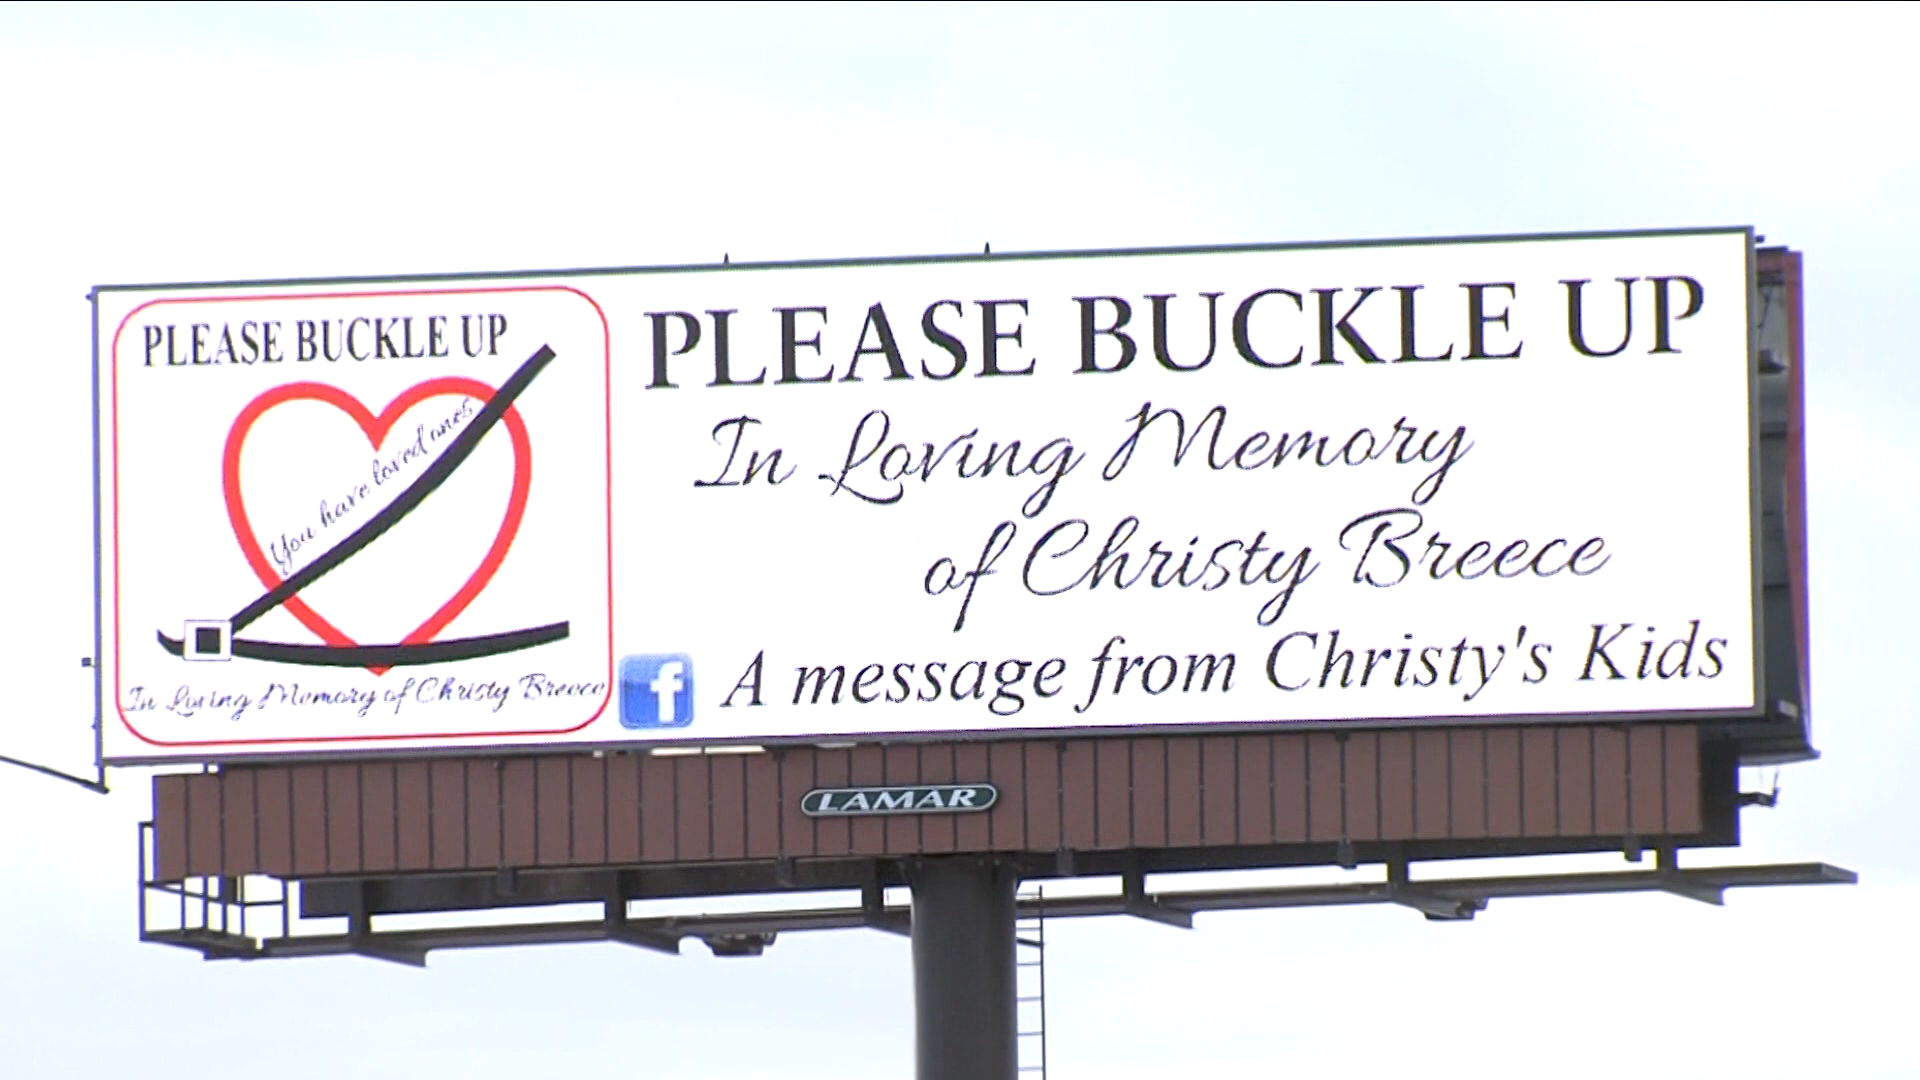 PLEASE BUCKLE UP
You have loved ones
In Loving Memory of Christy Breece
PLEASE BUCKLE UP
In Loving Memory
of Christy Breece
f A message from Christy's Kids
LAMAR